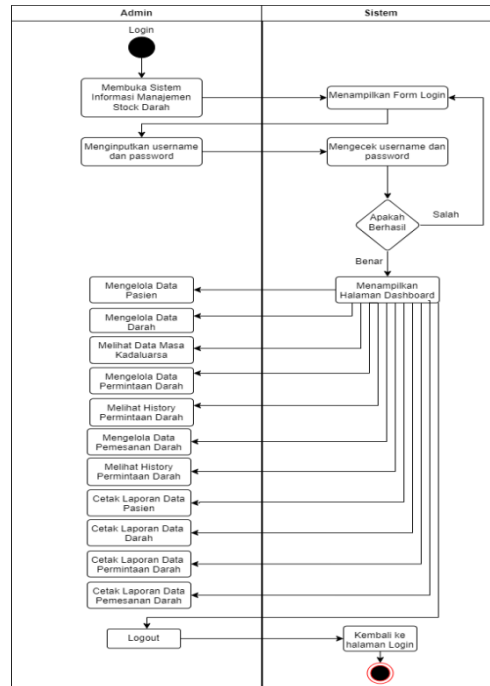 Admin
Sistem
Login
Membuka Sistem
Informasi Manajemen
Stock Darah
Menampilkan Form Login
Menginputkan username
dan password
Mengecek username dan
password
Apakah
Berhasil
Salah
Benar
Menampilkan
Halaman Dashboard
Mengelola Data
Pasien
Mengelola Data
Darah
Melihat Data Masa
Kadaluarsa
Mengelola Data
Permintaan Darah
Melihat History
Permintaan Darah
Mengelola Data
Pemesanan Darah
Melihat History
Permintaan Darah
Cetak Laporan Data
Pasien
Cetak Laporan Data
Darah
Cetak Laporan Data
Permintaan Darah
Cetak Laporan Data
Pemesanan Darah
Logout
Kembali ke
halaman Login